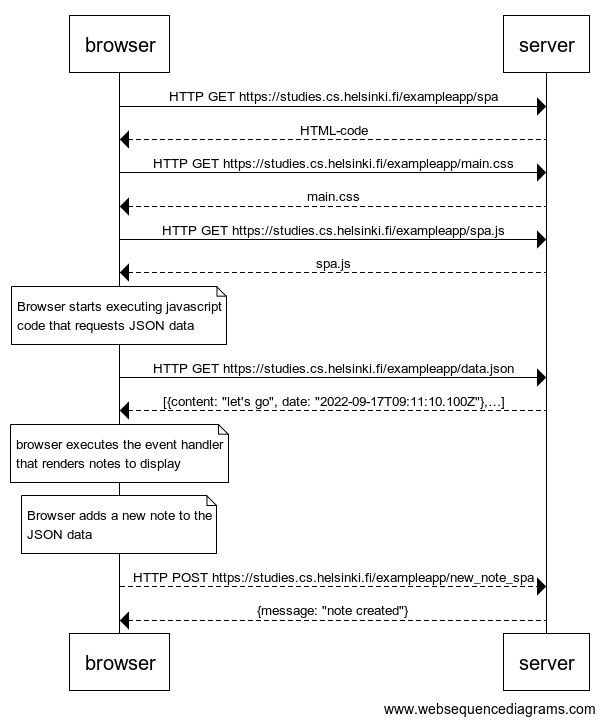 browser server
HTTP GET https://studies.cs.helsinki.fi/exampleapp/spa
HTML-code
HTTP GET https://studies.cs.helsinki.fi/exampleapp/main.css
main.css
HTTP GET https://studies.cs.helsinki.fi/exampleapp/spa.js
spa.js
Browser starts executing javascript
code that requests JSON data
HTTP GET https://studies.cs.helsinki.fi/exampleapp/data.json
[{content: "let's go", date: "2022-09-17T09:11:10.100Z"},...]
browser executes the event handler
that renders notes to display
Browser adds a new note to the
JSON data
HTTP POST https://studies.cs.helsinki.fi/exampleapp/new_note_spa
{message: "note created"}
browser server
www.websequencediagrams.com